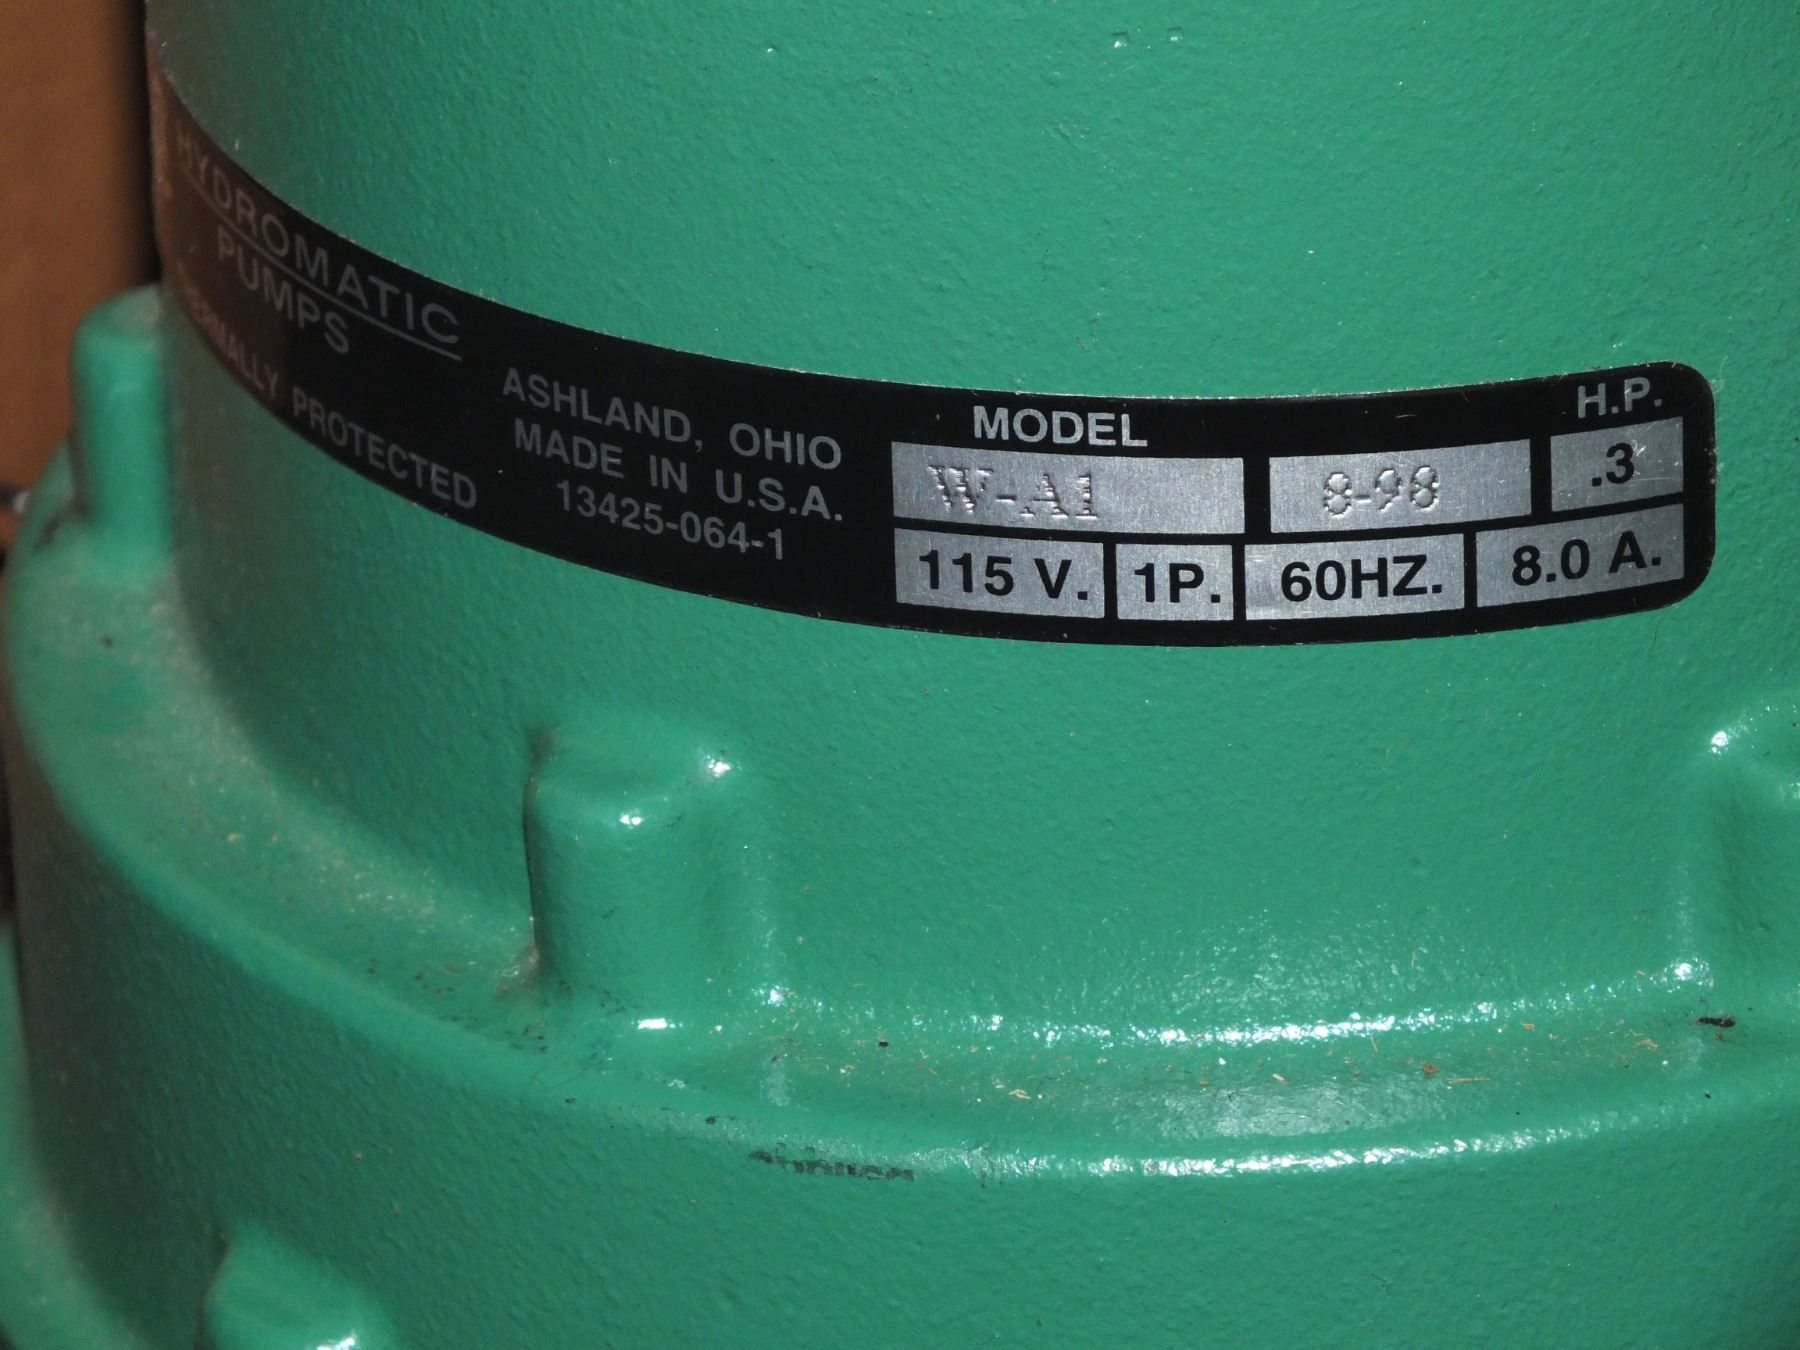 HYDROMATIC
PUMPS
THERMALLY PROTECTED
ASHLAND, OHIO
MADE IN U.S.A.
13425-064-1
MODEL H.P.
W-A1 8-98 .3
115 V. 1P. 60HZ. 8.0 A.